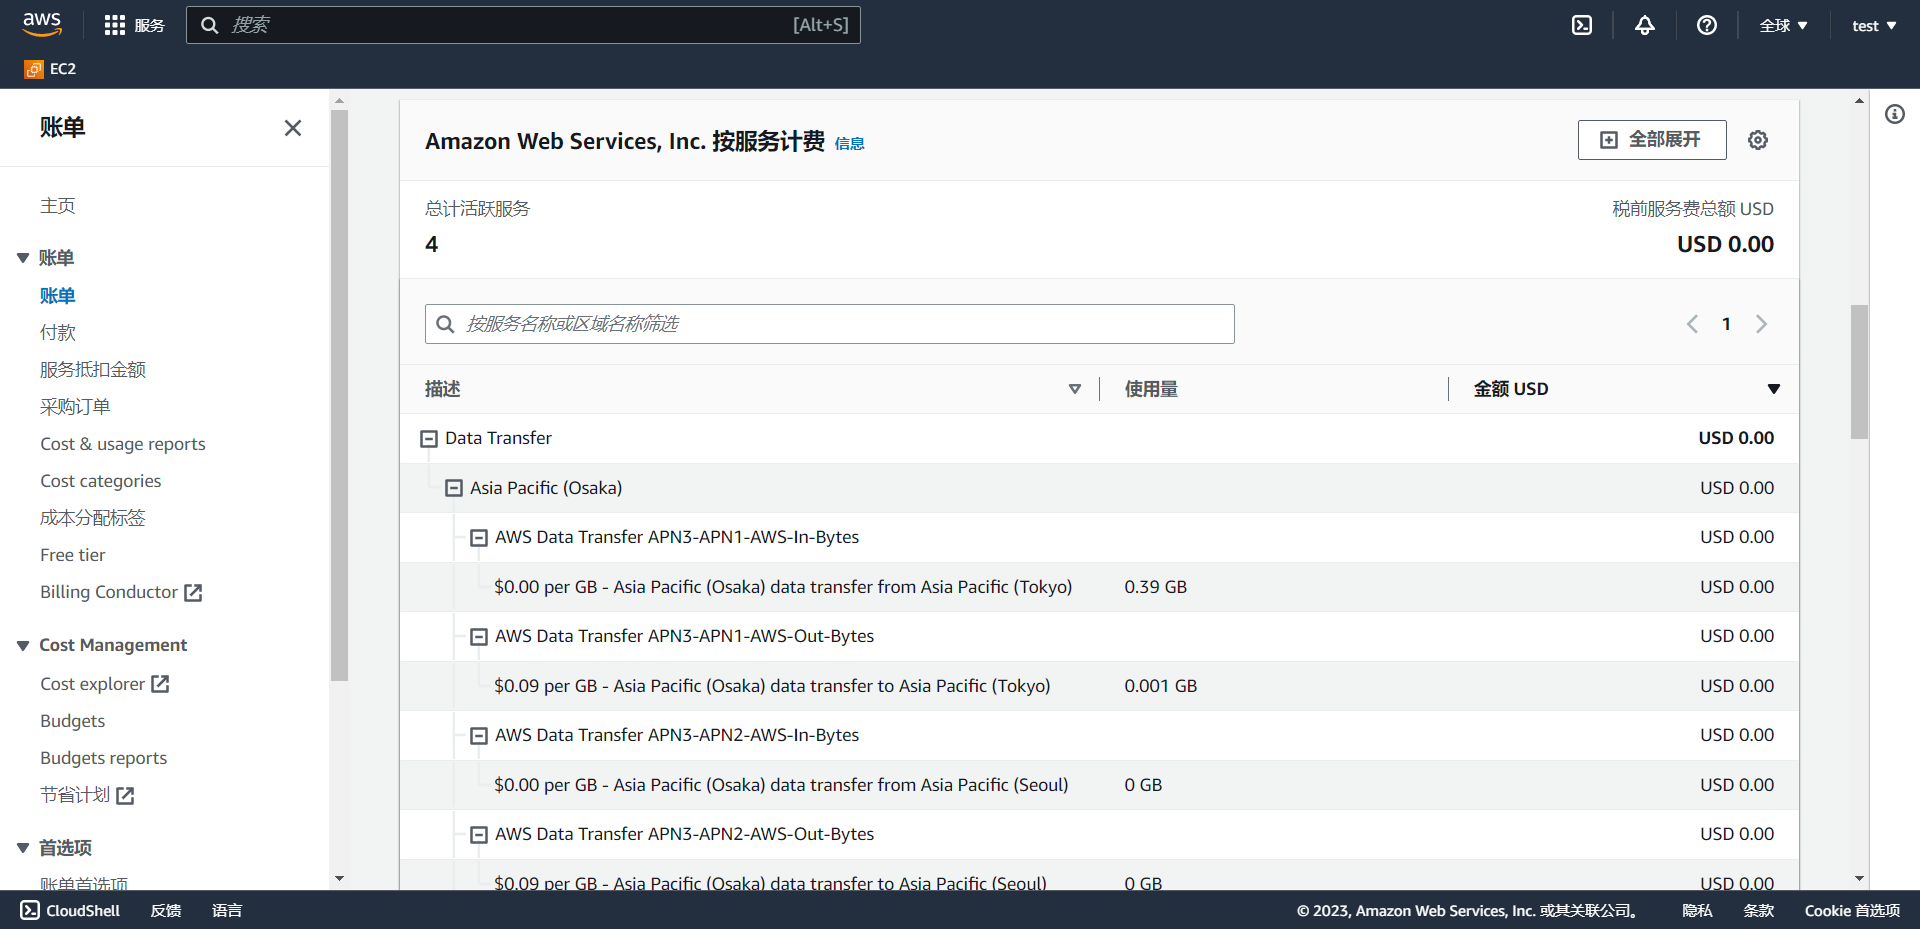 aws
服务
搜索
[Alt+S]
全球
test
EC2
账单
主页
账单
账单
付款
服务抵扣金额
采购订单
Cost & usage reports
Cost categories
成本分配标签
Free tier
Billing Conductor
Cost Management
Cost explorer
Budgets
Budgets reports
节省计划
首选项
账单首选项
Amazon Web Services, Inc. 按服务计费 信息
全部展开
总计活跃服务
税前服务费总额 USD
4
USD 0.00
按服务名称或区域名称筛选
1
描述 使用量 金额 USD
Data Transfer USD 0.00
Asia Pacific (Osaka) USD 0.00
AWS Data Transfer APN3-APN1-AWS-In-Bytes USD 0.00
$0.00 per GB - Asia Pacific (Osaka) data transfer from Asia Pacific (Tokyo) 0.39 GB USD 0.00
AWS Data Transfer APN3-APN1-AWS-Out-Bytes USD 0.00
$0.09 per GB - Asia Pacific (Osaka) data transfer to Asia Pacific (Tokyo) 0.001 GB USD 0.00
AWS Data Transfer APN3-APN2-AWS-In-Bytes USD 0.00
$0.00 per GB - Asia Pacific (Osaka) data transfer from Asia Pacific (Seoul) 0 GB USD 0.00
AWS Data Transfer APN3-APN2-AWS-Out-Bytes USD 0.00
$0.09 per GB - Asia Pacific (Osaka) data transfer to Asia Pacific (Seoul) 0 GB USD 0.00
CloudShell 反馈 语言
© 2023, Amazon Web Services, Inc. 或其关联公司。 隐私 条款 Cookie 首选项